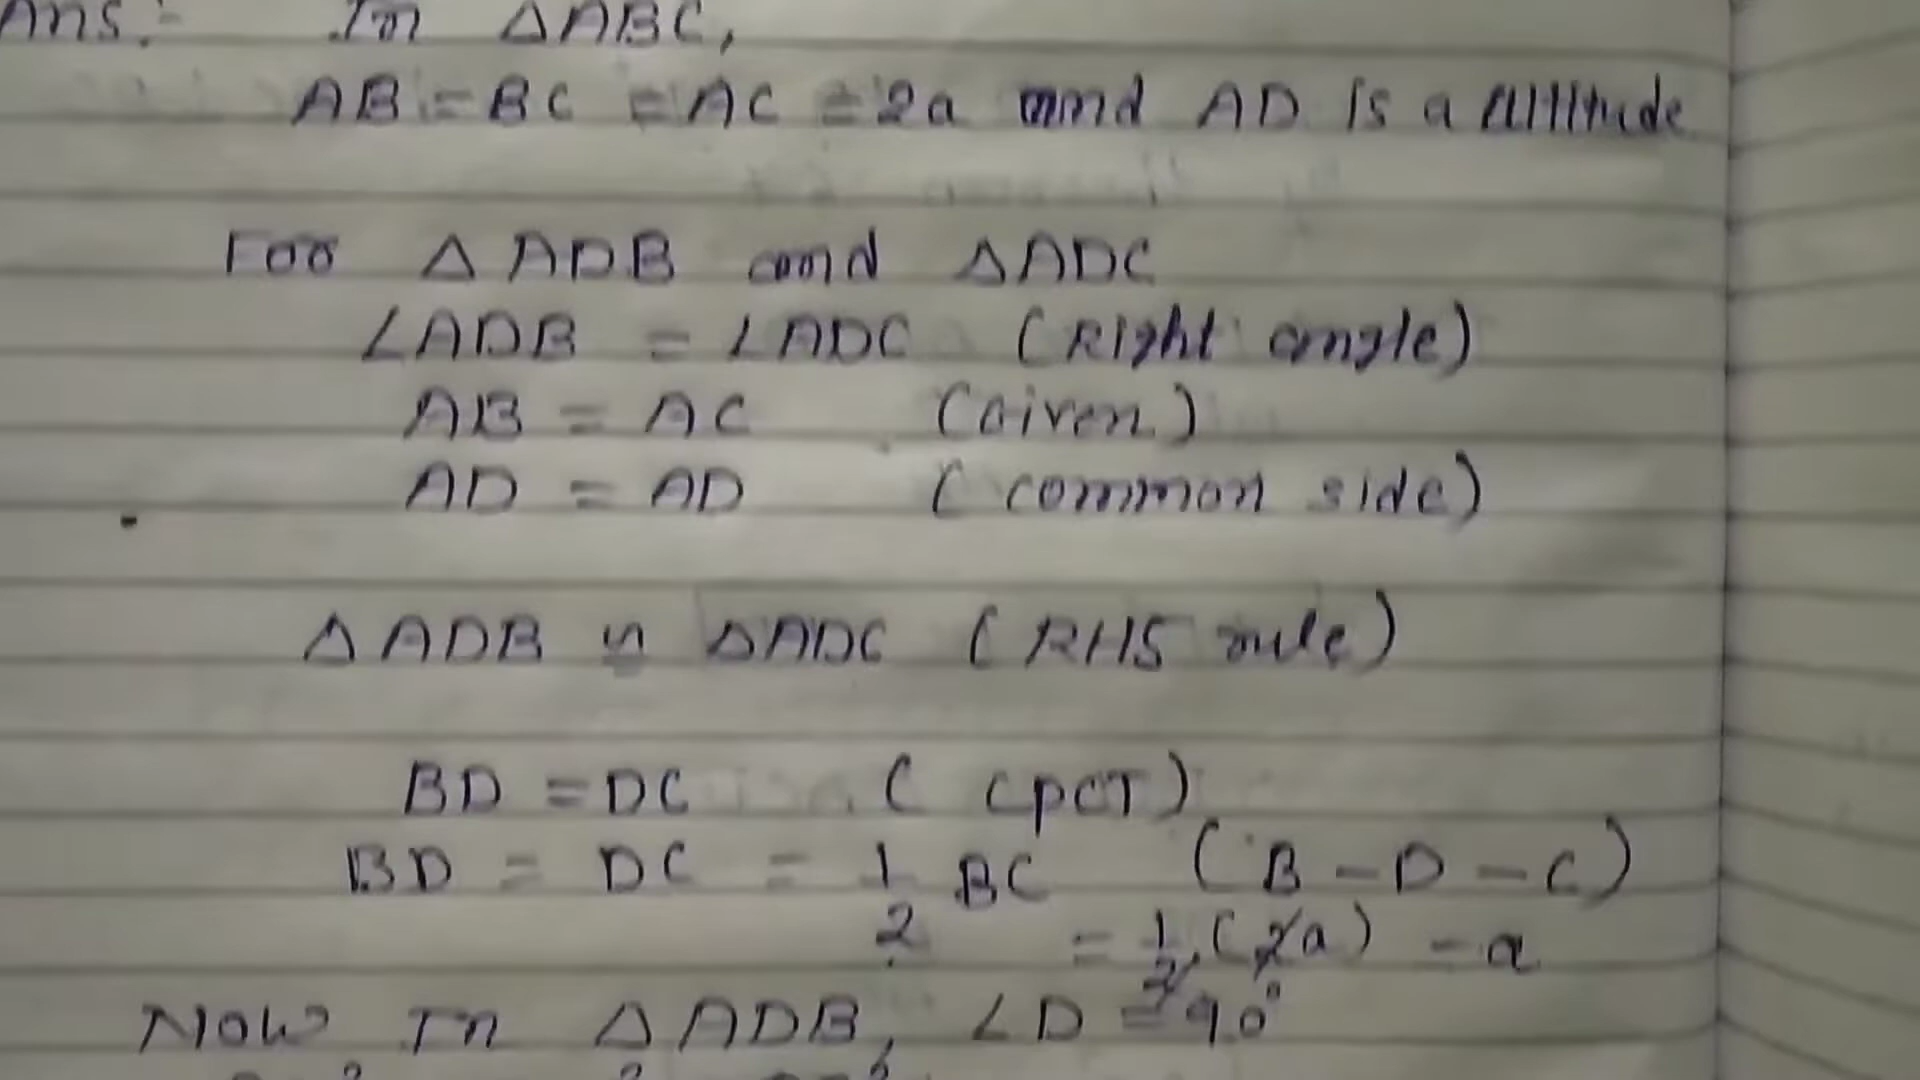 Ans:- In △ABC,
AB = BC = AC = 2a and AD is a altitude
For △ADB and △ADC
∠ADB = ∠ADC (Right angle)
AB = AC (Given)
AD = AD (common side)
△ADB ≅ △ADC (RHS rule)
BD = DC (CPCT)
BD = DC = 1/2 BC (B-D-C)
= 1/2 (2a) = a
Now In △ADB, ∠D = 90°